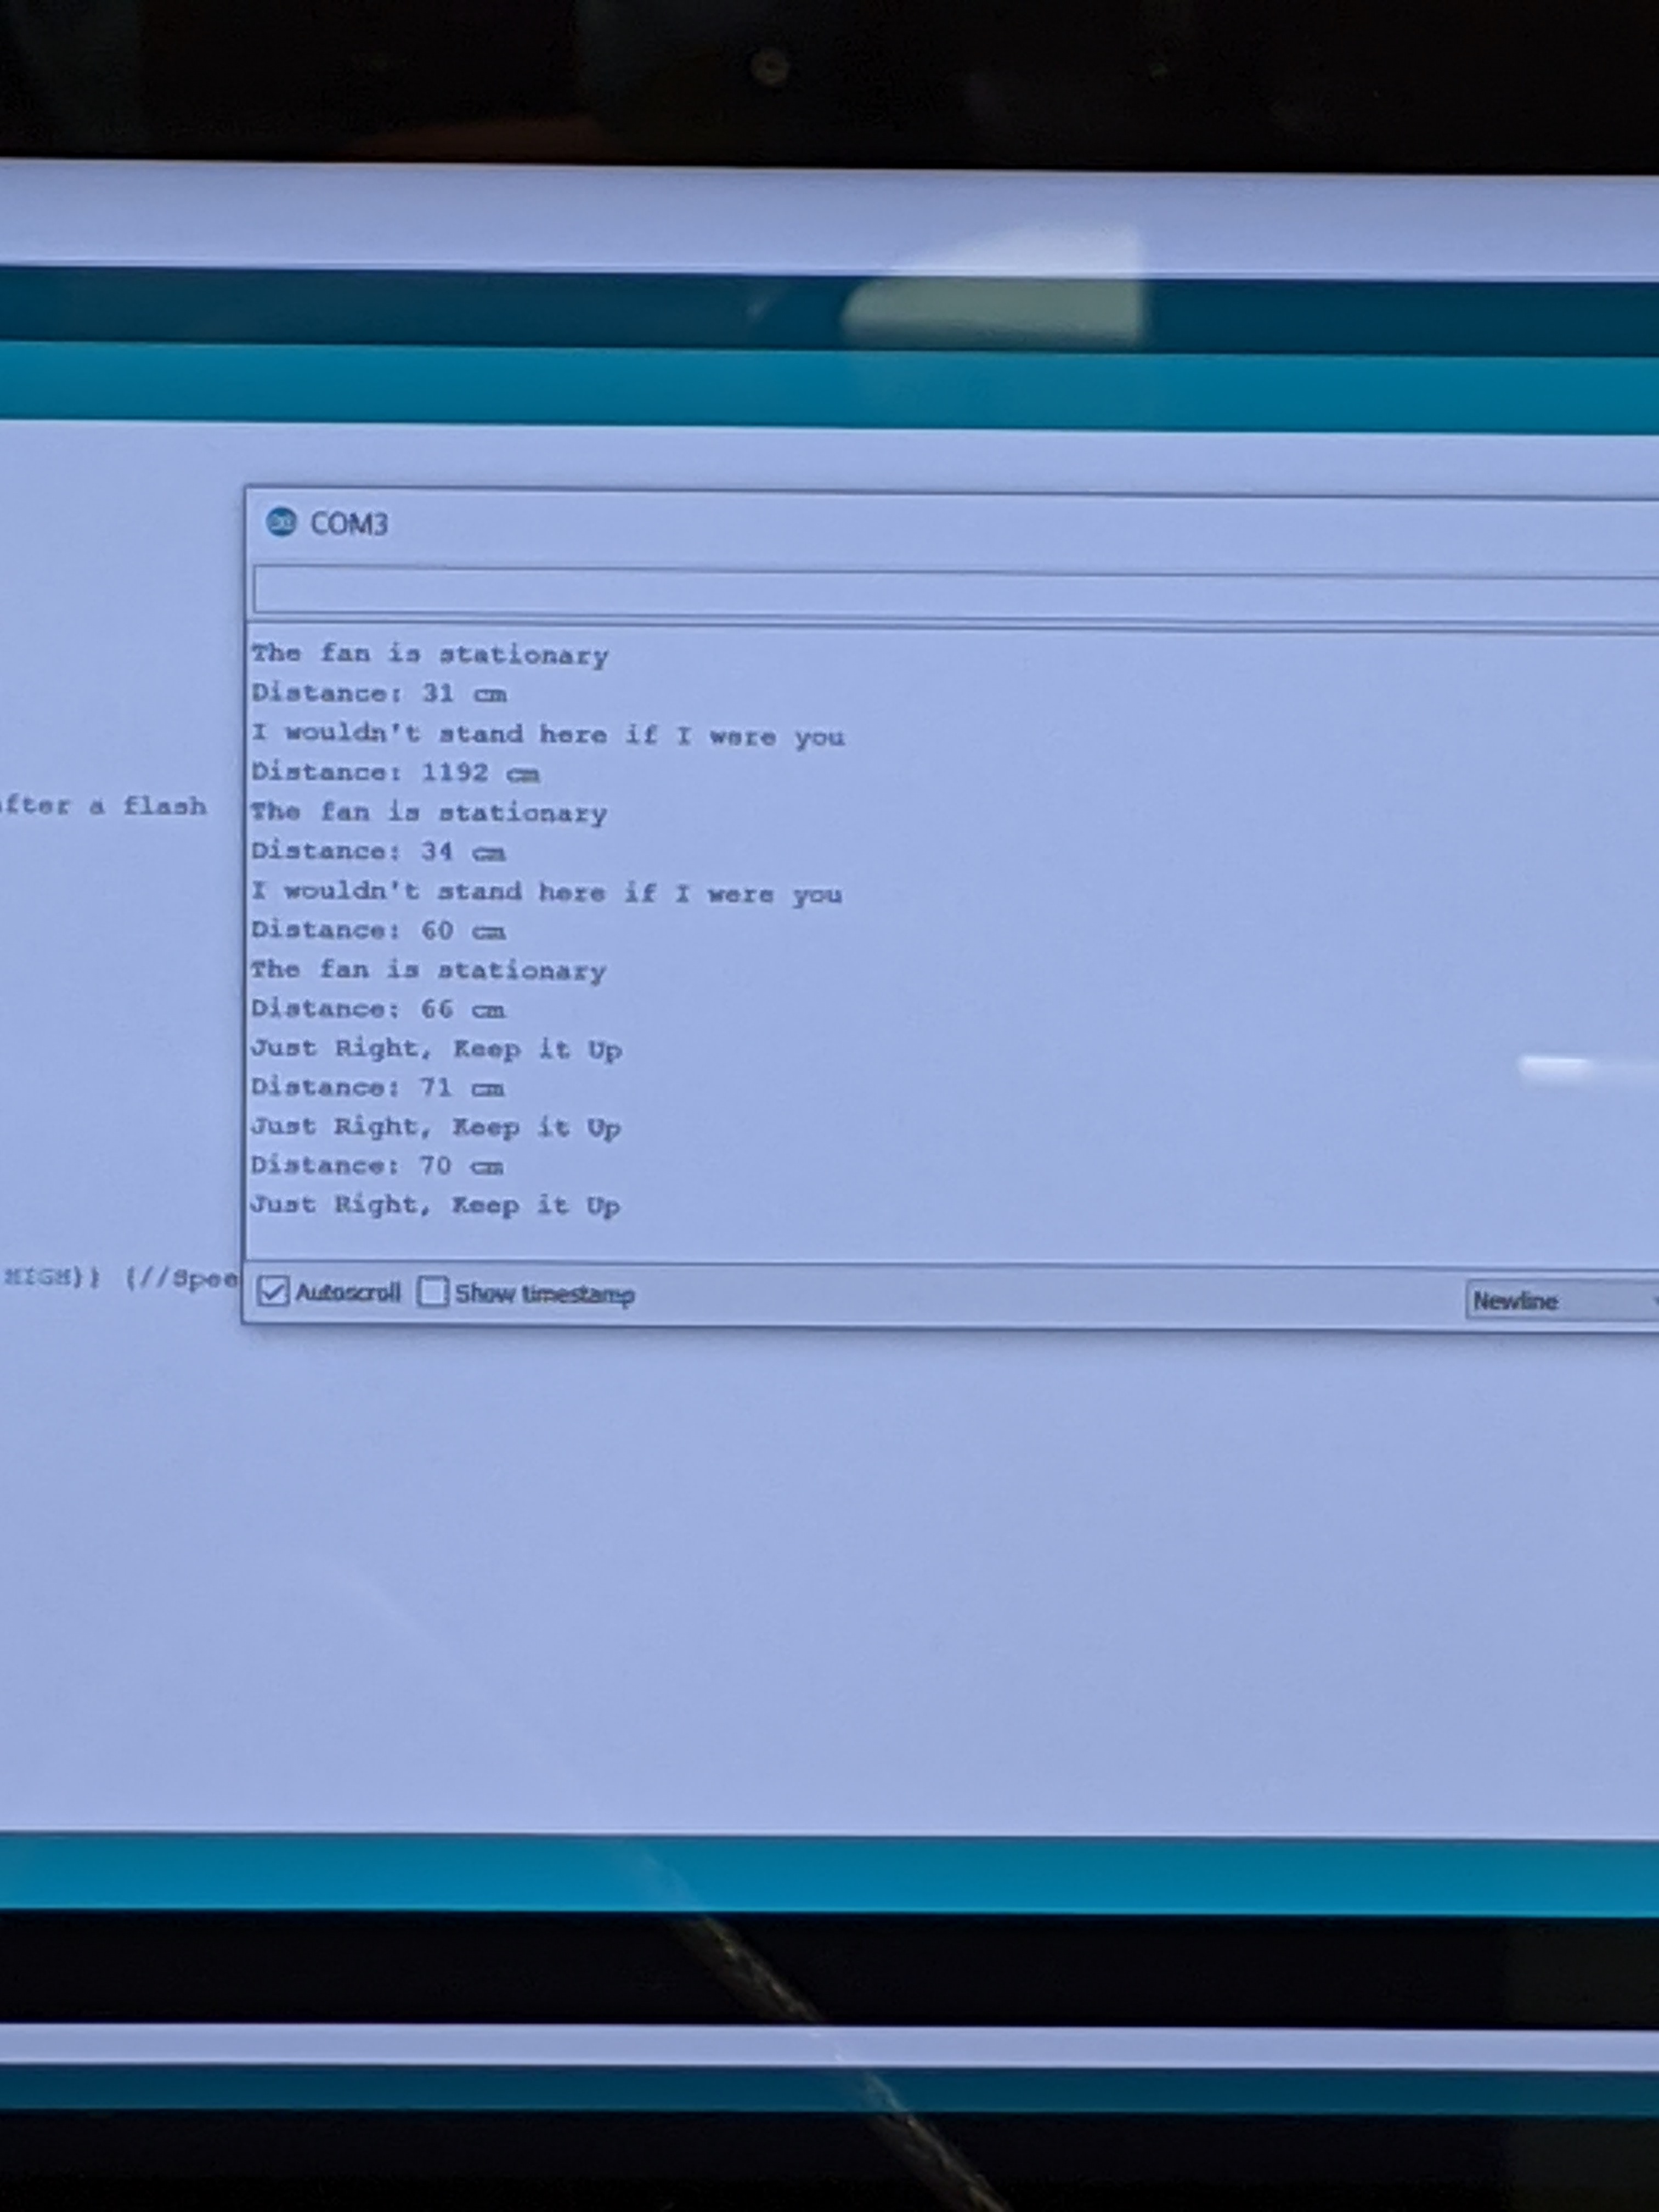 COM3
The fan is stationary
Distance: 31 cm
I wouldn't stand here if I were you
Distance: 1192 cm
after a flash
The fan is stationary
Distance: 34 cm
I wouldn't stand here if I were you
Distance: 60 cm
The fan is stationary
Distance: 66 cm
Just Right, Keep it Up
Distance: 71 cm
Just Right, Keep it Up
Distance: 70 cm
Just Right, Keep it Up
HIGH)) {//Spee
Autoscroll Show timestamp Newline